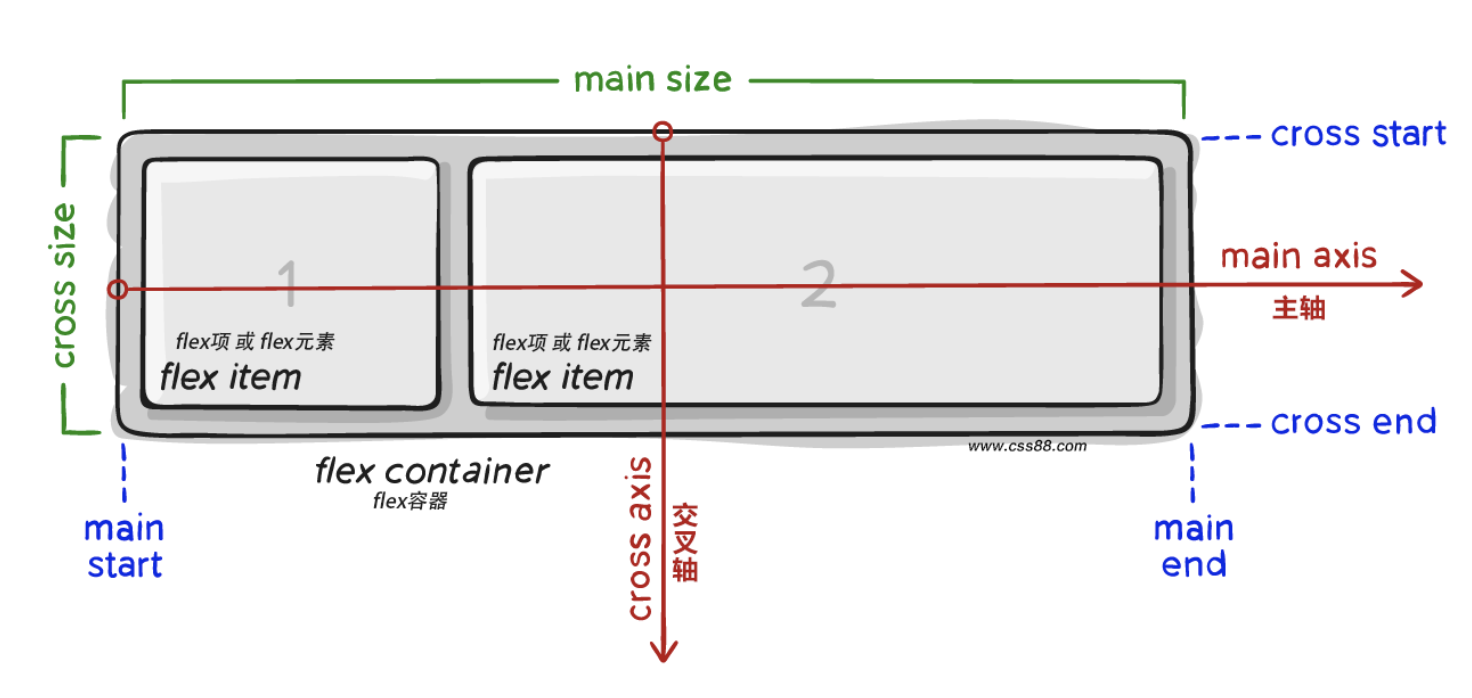 main size
cross start
cross size
1
2
main axis
主轴
flex项 或 flex元素
flex item
flex项 或 flex元素
flex item
cross end
www.css88.com
flex container
flex容器
cross axis
交叉轴
main
start
main
end